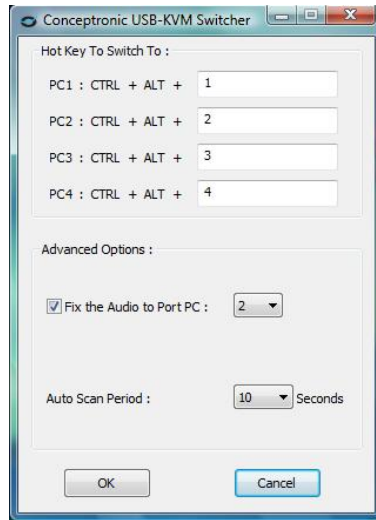 Conceptronic USB-KVM Switcher
Hot Key To Switch To :
PC1 : CTRL + ALT + 1
PC2 : CTRL + ALT + 2
PC3 : CTRL + ALT + 3
PC4 : CTRL + ALT + 4
Advanced Options :
Fix the Audio to Port PC : 2
Auto Scan Period : 10 Seconds
OK Cancel